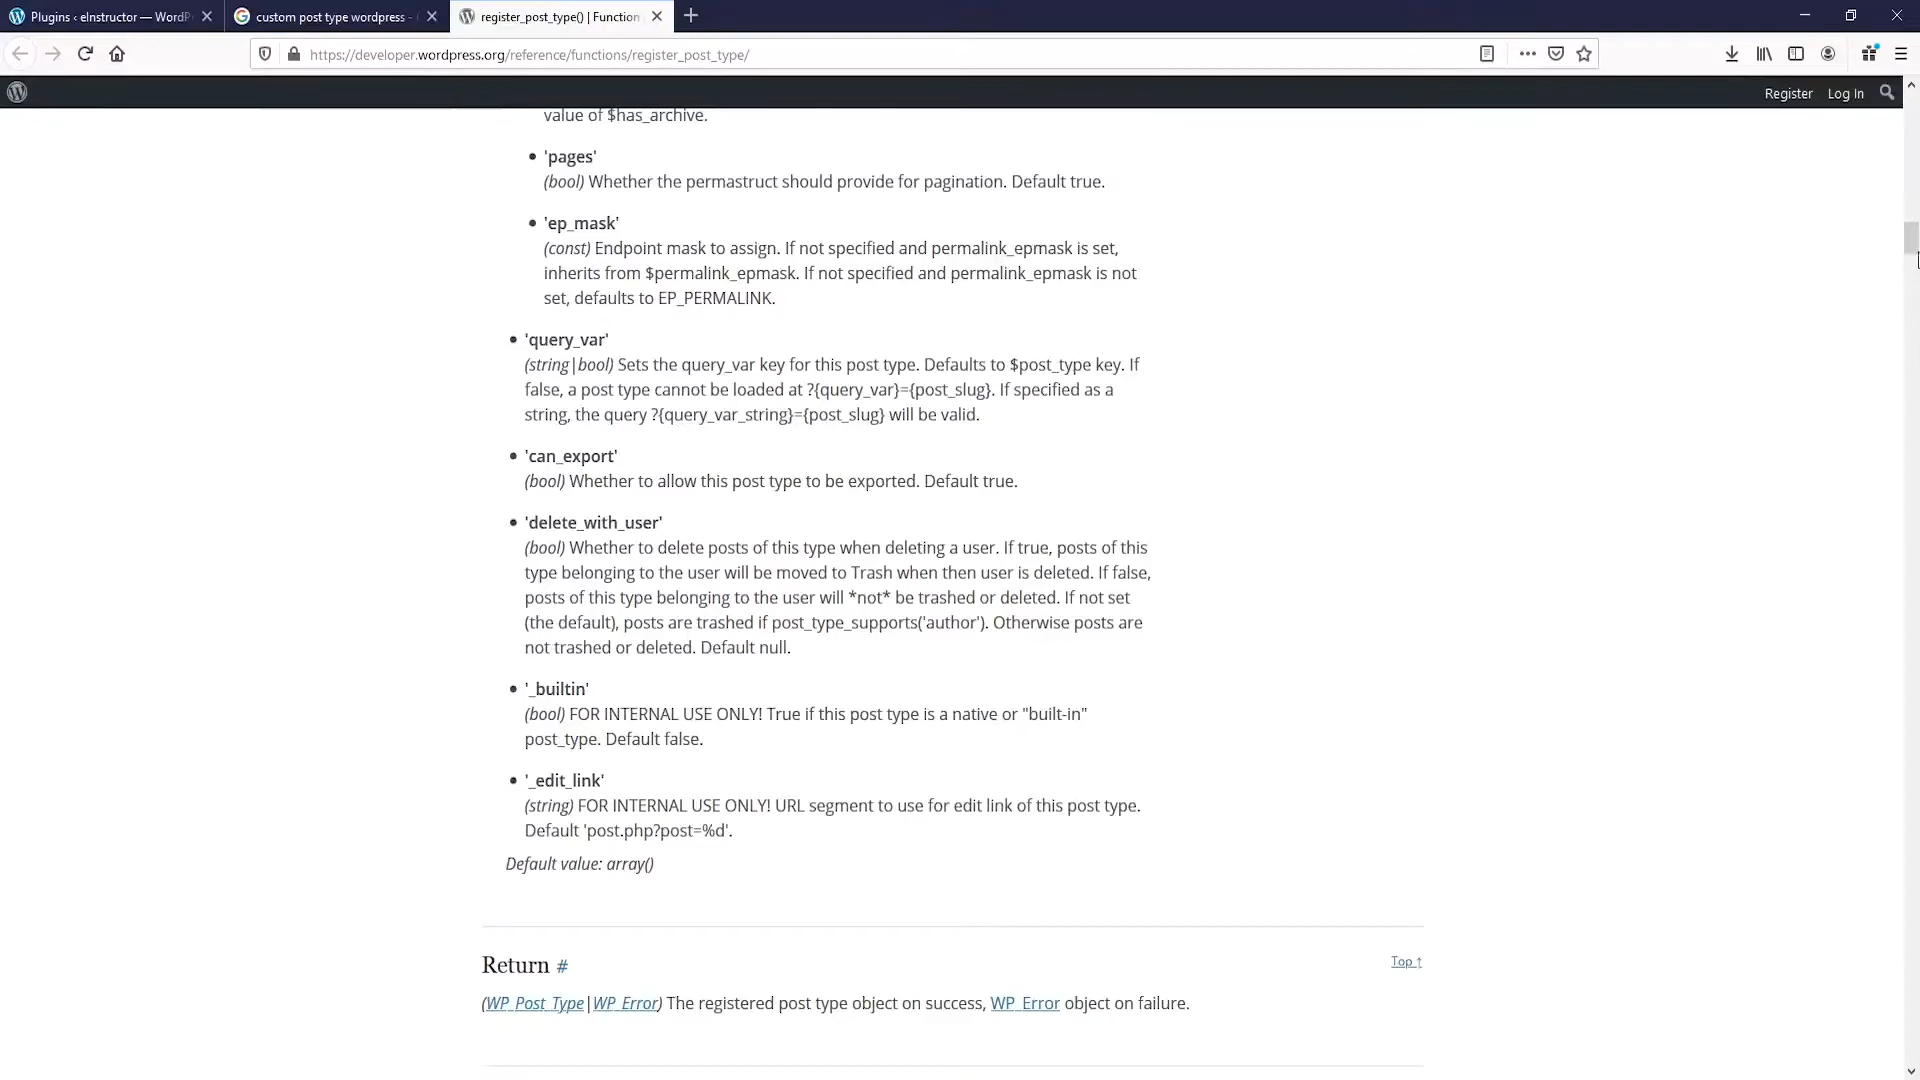 Plugins ‹ eInstructor — WordP
custom post type wordpress -
register_post_type() | Function
https://developer.wordpress.org/reference/functions/register_post_type/
Register
Log In
value of $has_archive.
'pages'
(bool) Whether the permastruct should provide for pagination. Default true.
'ep_mask'
(const) Endpoint mask to assign. If not specified and permalink_epmask is set,
inherits from $permalink_epmask. If not specified and permalink_epmask is not
set, defaults to EP_PERMALINK.
'query_var'
(string|bool) Sets the query_var key for this post type. Defaults to $post_type key. If
false, a post type cannot be loaded at ?{query_var}={post_slug}. If specified as a
string, the query ?{query_var_string}={post_slug} will be valid.
'can_export'
(bool) Whether to allow this post type to be exported. Default true.
'delete_with_user'
(bool) Whether to delete posts of this type when deleting a user. If true, posts of this
type belonging to the user will be moved to Trash when then user is deleted. If false,
posts of this type belonging to the user will *not* be trashed or deleted. If not set
(the default), posts are trashed if post_type_supports('author'). Otherwise posts are
not trashed or deleted. Default null.
'_builtin'
(bool) FOR INTERNAL USE ONLY! True if this post type is a native or "built-in"
post_type. Default false.
'_edit_link'
(string) FOR INTERNAL USE ONLY! URL segment to use for edit link of this post type.
Default 'post.php?post=%d'.
Default value: array()
Return #
Top ↑
(WP_Post_Type|WP_Error) The registered post type object on success, WP_Error object on failure.